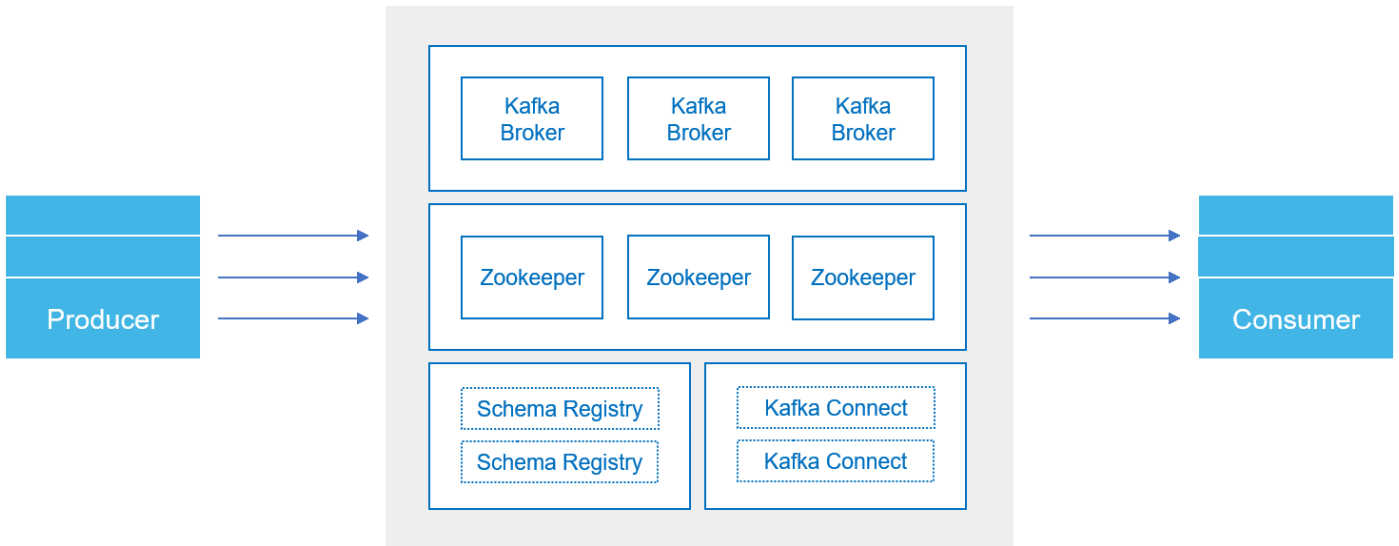 Kafka
Broker
Kafka
Broker
Kafka
Broker
Producer
Zookeeper
Zookeeper
Zookeeper
Consumer
Schema Registry
Schema Registry
Kafka Connect
Kafka Connect